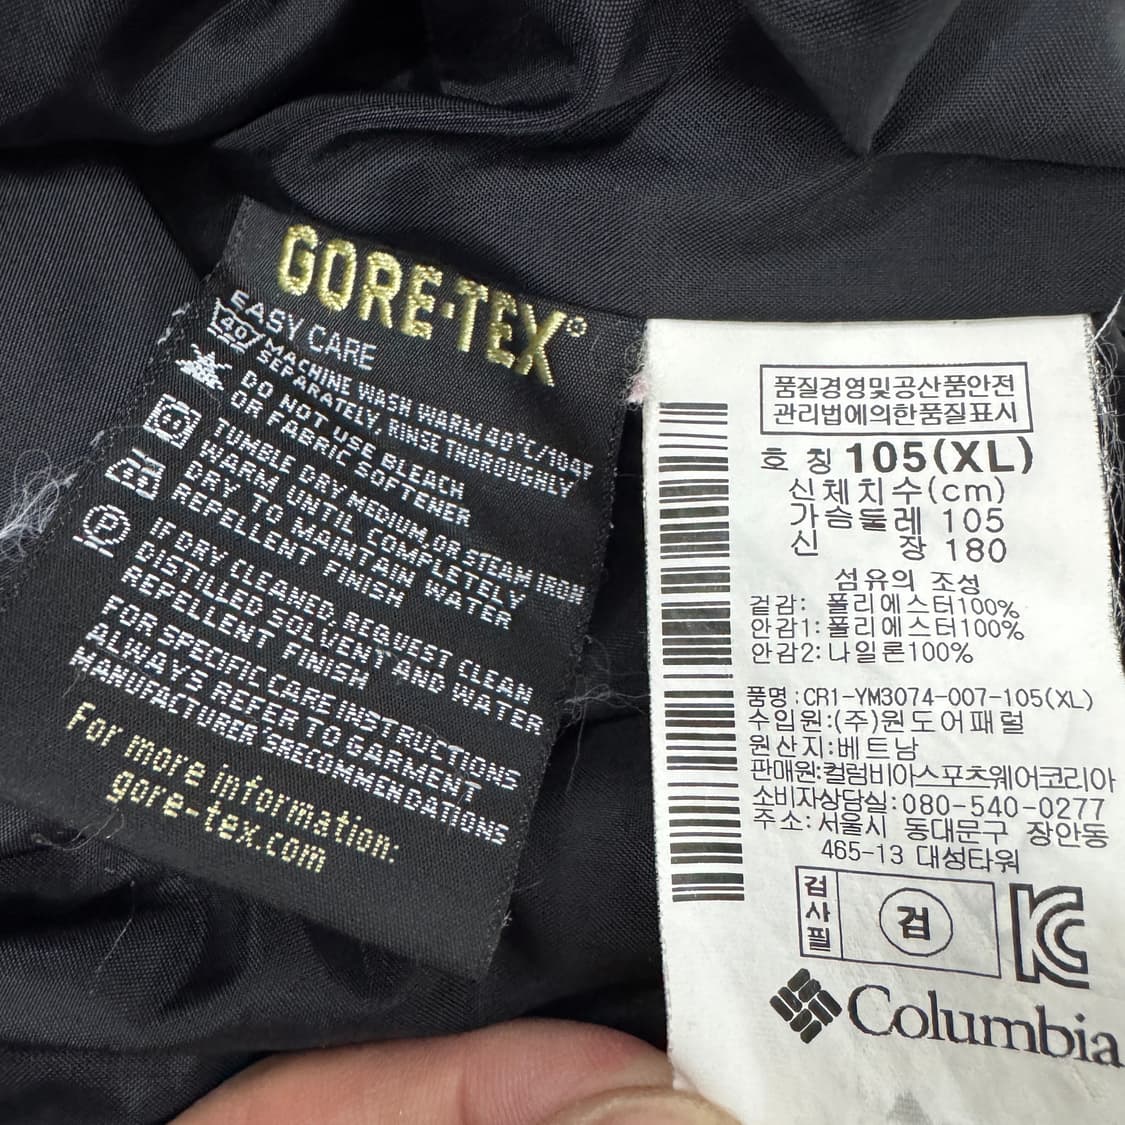 GORE-TEX®
EASY CARE
40
MACHINE WASH WARM 40°C/104F
SEPARATELY, RINSE THOROUGHLY
DO NOT USE BLEACH
OR FABRIC SOFTENER
TUMBLE DRY MEDIUM, OR STEAM IRON
WARM, UNTIL COMPLETELY
DRY TO MAINTAIN WATER
REPELLENT FINISH
P
IF DRY CLEANED, REQUEST CLEAN
DISTILLED SOLVENT AND WATER
REPELLENT FINISH
FOR SPECIFIC CARE INSTRUCTIONS
ALWAYS REFER TO GARMENT
MANUFACTURER'S RECOMMENDATIONS
For more information:
gore-tex.com
품질경영및공산품안전
관리법에의한품질표시
호 칭 105(XL)
신체치수(cm)
가슴둘레 105
신 장 180
섬유의 조성
겉감: 폴리에스터100%
안감1: 폴리에스터100%
안감2: 나일론100%
품명:CR1-YM3074-007-105(XL)
수입원:(주)원도어패럴
원산지:베트남
판매원:컬럼비아스포츠웨어코리아
소비자상담실:080-540-0277
주소:서울시 동대문구 장안동
465-13 대성타워
검사필
검
KC
Columbia